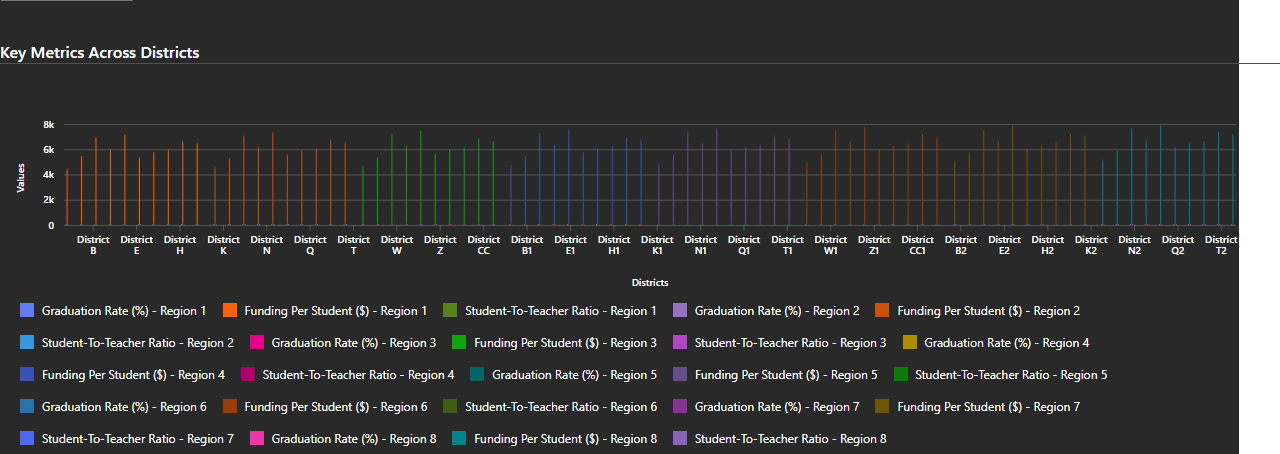 Key Metrics Across Districts
8k
6k
4k
2k
0
Values
District B
District E
District H
District K
District N
District Q
District T
District W
District Z
District CC
District B1
District E1
District H1
District K1
District N1
District Q1
District T1
District W1
District Z1
District CC1
District B2
District E2
District H2
District K2
District N2
District Q2
District T2
Districts
Graduation Rate (%) - Region 1
Funding Per Student ($) - Region 1
Student-To-Teacher Ratio - Region 1
Graduation Rate (%) - Region 2
Funding Per Student ($) - Region 2
Student-To-Teacher Ratio - Region 2
Graduation Rate (%) - Region 3
Funding Per Student ($) - Region 3
Student-To-Teacher Ratio - Region 3
Graduation Rate (%) - Region 4
Funding Per Student ($) - Region 4
Student-To-Teacher Ratio - Region 4
Graduation Rate (%) - Region 5
Funding Per Student ($) - Region 5
Student-To-Teacher Ratio - Region 5
Graduation Rate (%) - Region 6
Funding Per Student ($) - Region 6
Student-To-Teacher Ratio - Region 6
Graduation Rate (%) - Region 7
Funding Per Student ($) - Region 7
Student-To-Teacher Ratio - Region 7
Graduation Rate (%) - Region 8
Funding Per Student ($) - Region 8
Student-To-Teacher Ratio - Region 8